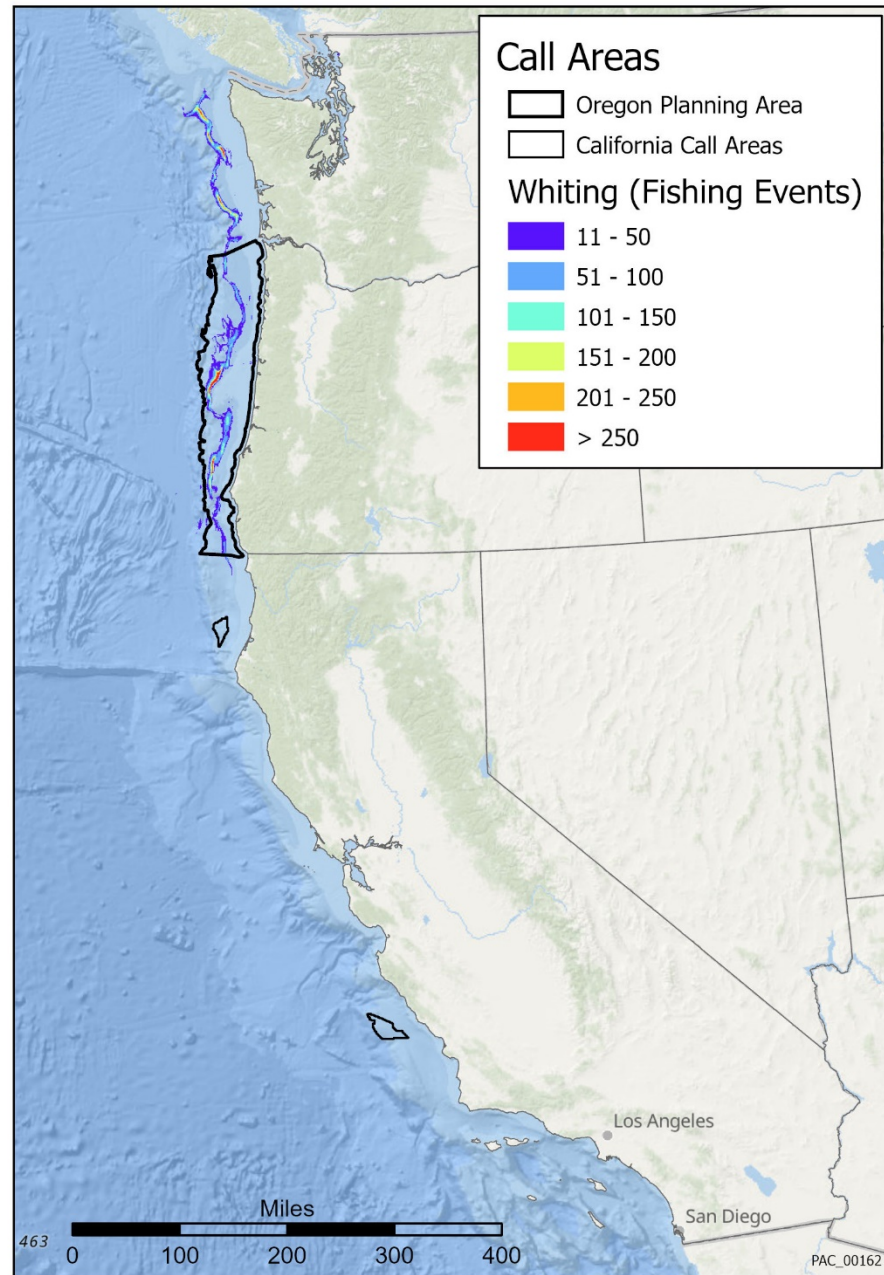 Call Areas
Oregon Planning Area
California Call Areas
Whiting (Fishing Events)
11 - 50
51 - 100
101 - 150
151 - 200
201 - 250
> 250
Los Angeles
San Diego
Miles
463
0 100 200 300 400
PAC_00162